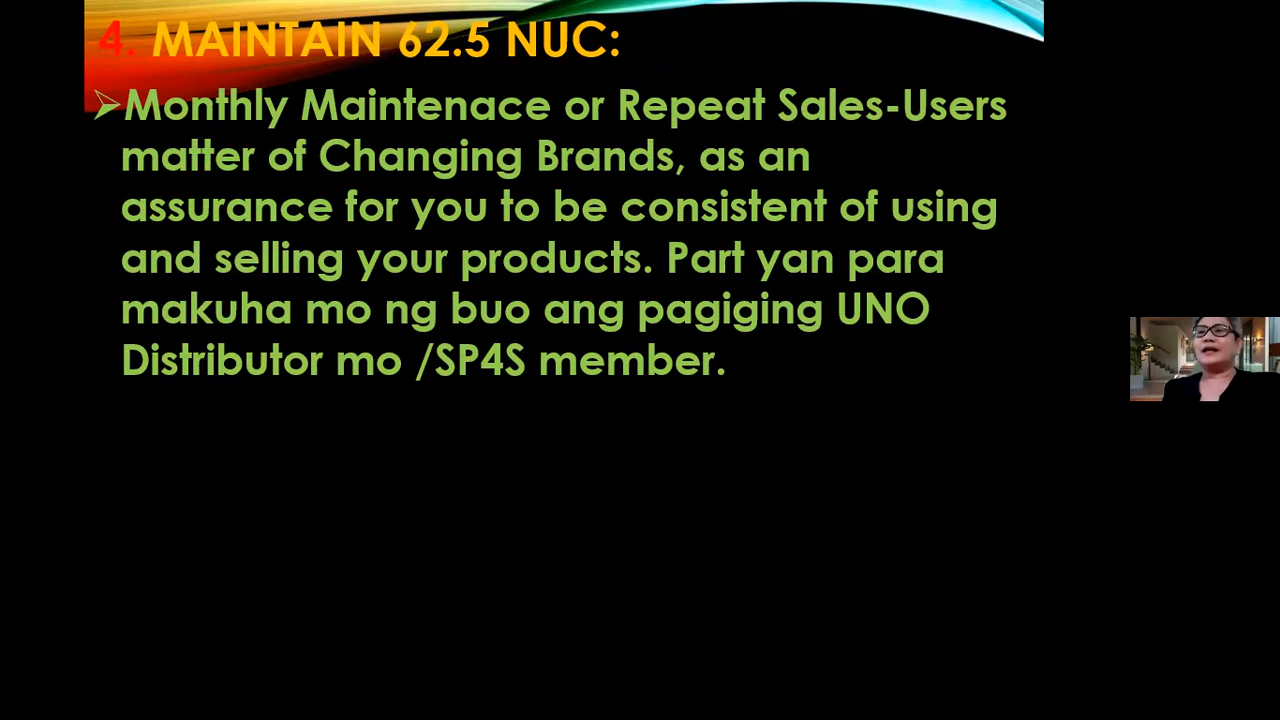 4. MAINTAIN 62.5 NUC:
➢Monthly Maintenace or Repeat Sales-Users
matter of Changing Brands, as an
assurance for you to be consistent of using
and selling your products. Part yan para
makuha mo ng buo ang pagiging UNO
Distributor mo /SP4S member.